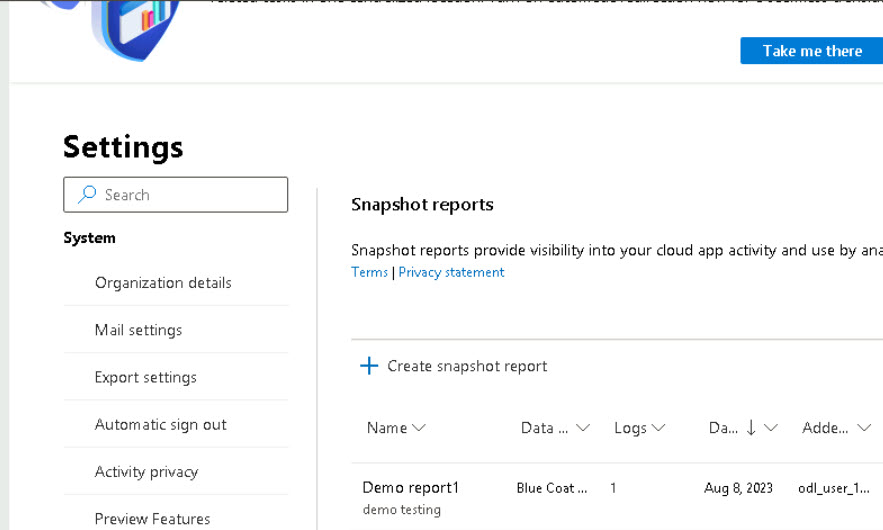 Take me there
Settings
Search
System
Organization details
Mail settings
Export settings
Automatic sign out
Activity privacy
Preview Features
Snapshot reports
Snapshot reports provide visibility into your cloud app activity and use by ana
Terms | Privacy statement
Create snapshot report
Name Data ... Logs Da... Adde...
Demo report1 Blue Coat ... 1 Aug 8, 2023 odl_user_1...
demo testing